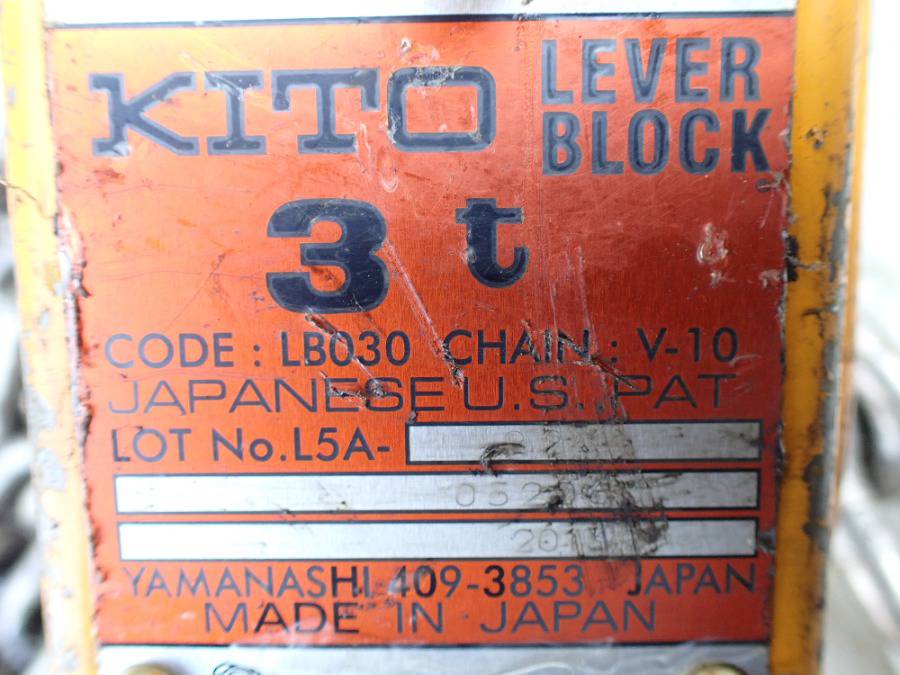 KITO LEVER BLOCK
3 t
CODE : LB030 CHAIN : V-10
JAPANESE U.S., PAT
LOT No. L5A-
YAMANASHI 409-3853 JAPAN
MADE IN JAPAN